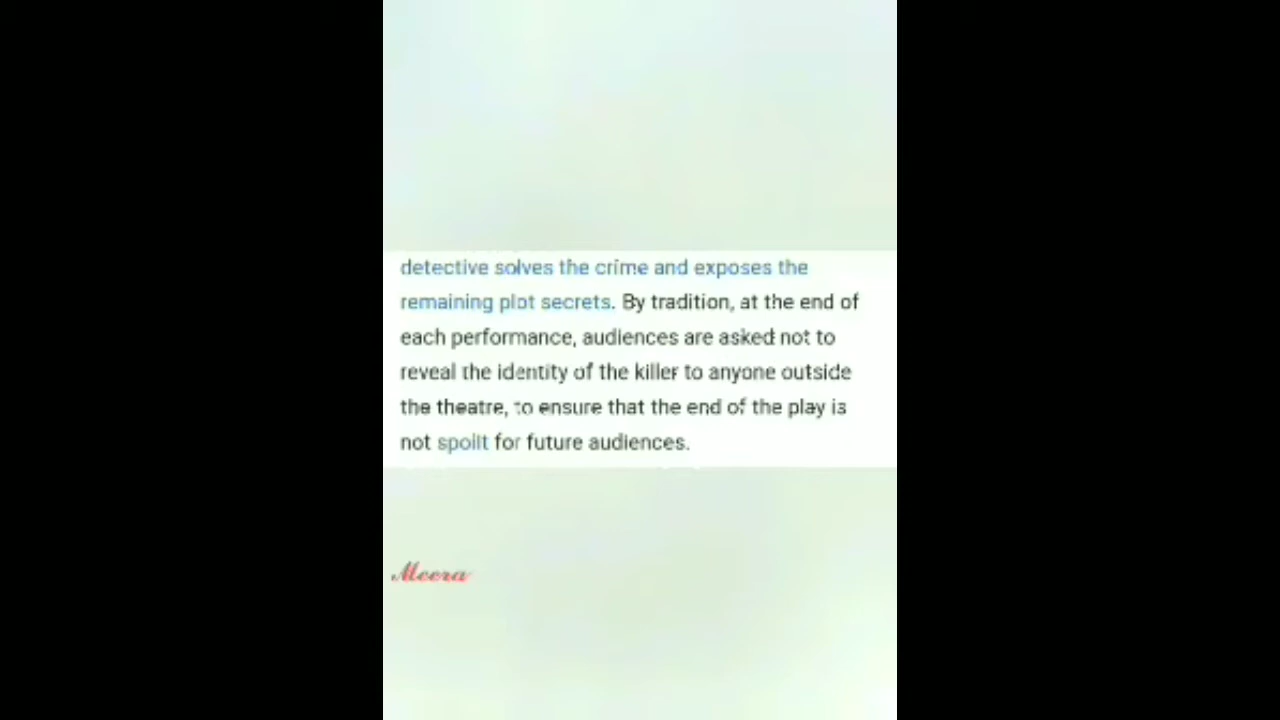 detective solves the crime and exposes the
remaining plot secrets. By tradition, at the end of
each performance, audiences are asked not to
reveal the identity of the killer to anyone outside
the theatre, to ensure that the end of the play is
not spoilt for future audiences.
Meera